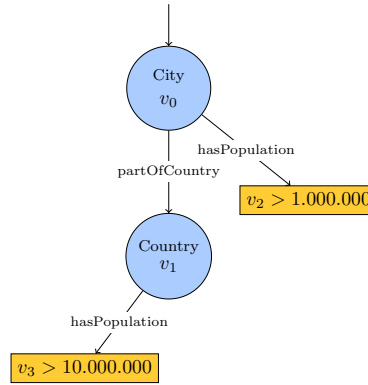 City
v₀
hasPopulation
partOfCountry
v₂ > 1.000.000
Country
v₁
hasPopulation
v₃ > 10.000.000